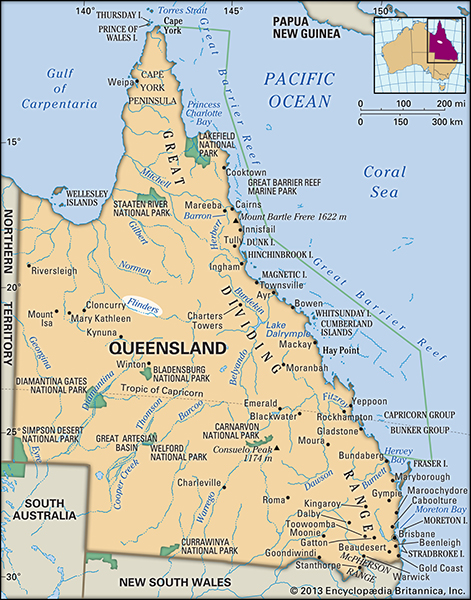 140°
Torres Strait
145°
THURSDAY I.
PRINCE OF
WALES I.
Cape
York
PAPUA
NEW GUINEA
Gulf
of
Carpentaria
Weipa
CAPE
YORK
PENINSULA
Great Barrier Reef
PACIFIC
OCEAN
0 100 200 mi
0 150 300 km
Princess
Charlotte
Bay
15°
GREAT
LAKEFIELD
NATIONAL
PARK
Cooktown
Coral
Sea
Mitchell
GREAT BARRIER REEF
MARINE PARK
WELLESLEY
ISLANDS
STAATEN RIVER
NATIONAL PARK
Mareeba
Cairns
Barron
Mount Bartle Frere 1622 m
Gilbert
Herbert
Innisfail
Tully
DUNK I.
HINCHINBROOK I.
NORTHERN
TERRITORY
Norman
Ingham
MAGNETIC I.
Great Barrier Reef
Riversleigh
Townsville
20°
Flinders
Burdekin
Ayr
Bowen
Cloncurry
Mount
Isa
Mary Kathleen
Charters
Towers
DIVIDING
WHITSUNDAY I.
CUMBERLAND
ISLANDS
Kynuna
Lake
Dalrymple
Mackay
Hay Point
QUEENSLAND
Georgina
Winton
Belyando
Moranbah
DIAMANTINA GATES
NATIONAL PARK
BLADENSBURG
NATIONAL PARK
Diamantina
Tropic of Capricorn
Thomson
Barcoo
Emerald
Blackwater
Fitzroy
Yeppoon
Rockhampton
CAPRICORN GROUP
25°
SIMPSON DESERT
NATIONAL PARK
GREAT ARTESIAN
BASIN
WELFORD
NATIONAL PARK
CARNARVON
NATIONAL PARK
Gladstone
BUNKER GROUP
Moura
Consuelo Peak
1174 m
Bundaberg
Hervey
Bay
FRASER I.
Eyre
Cooper Creek
Charleville
Dawson
Burnett
Maryborough
Warrego
RANGE
Gympie
Maroochydore
Caboolture
SOUTH
AUSTRALIA
Roma
Kingaroy
Moreton Bay
Dalby
MORETON I.
Toowoomba
Brisbane
Moonie
Beenleigh
CURRAWINYA
NATIONAL PARK
Gatton
STRADBROKE I.
Goondiwindi
Beaudesert
Gold Coast
Stanthorpe
McPHERSON
RANGE
Warwick
30°
NEW SOUTH WALES
© 2013 Encyclopædia Britannica, Inc.